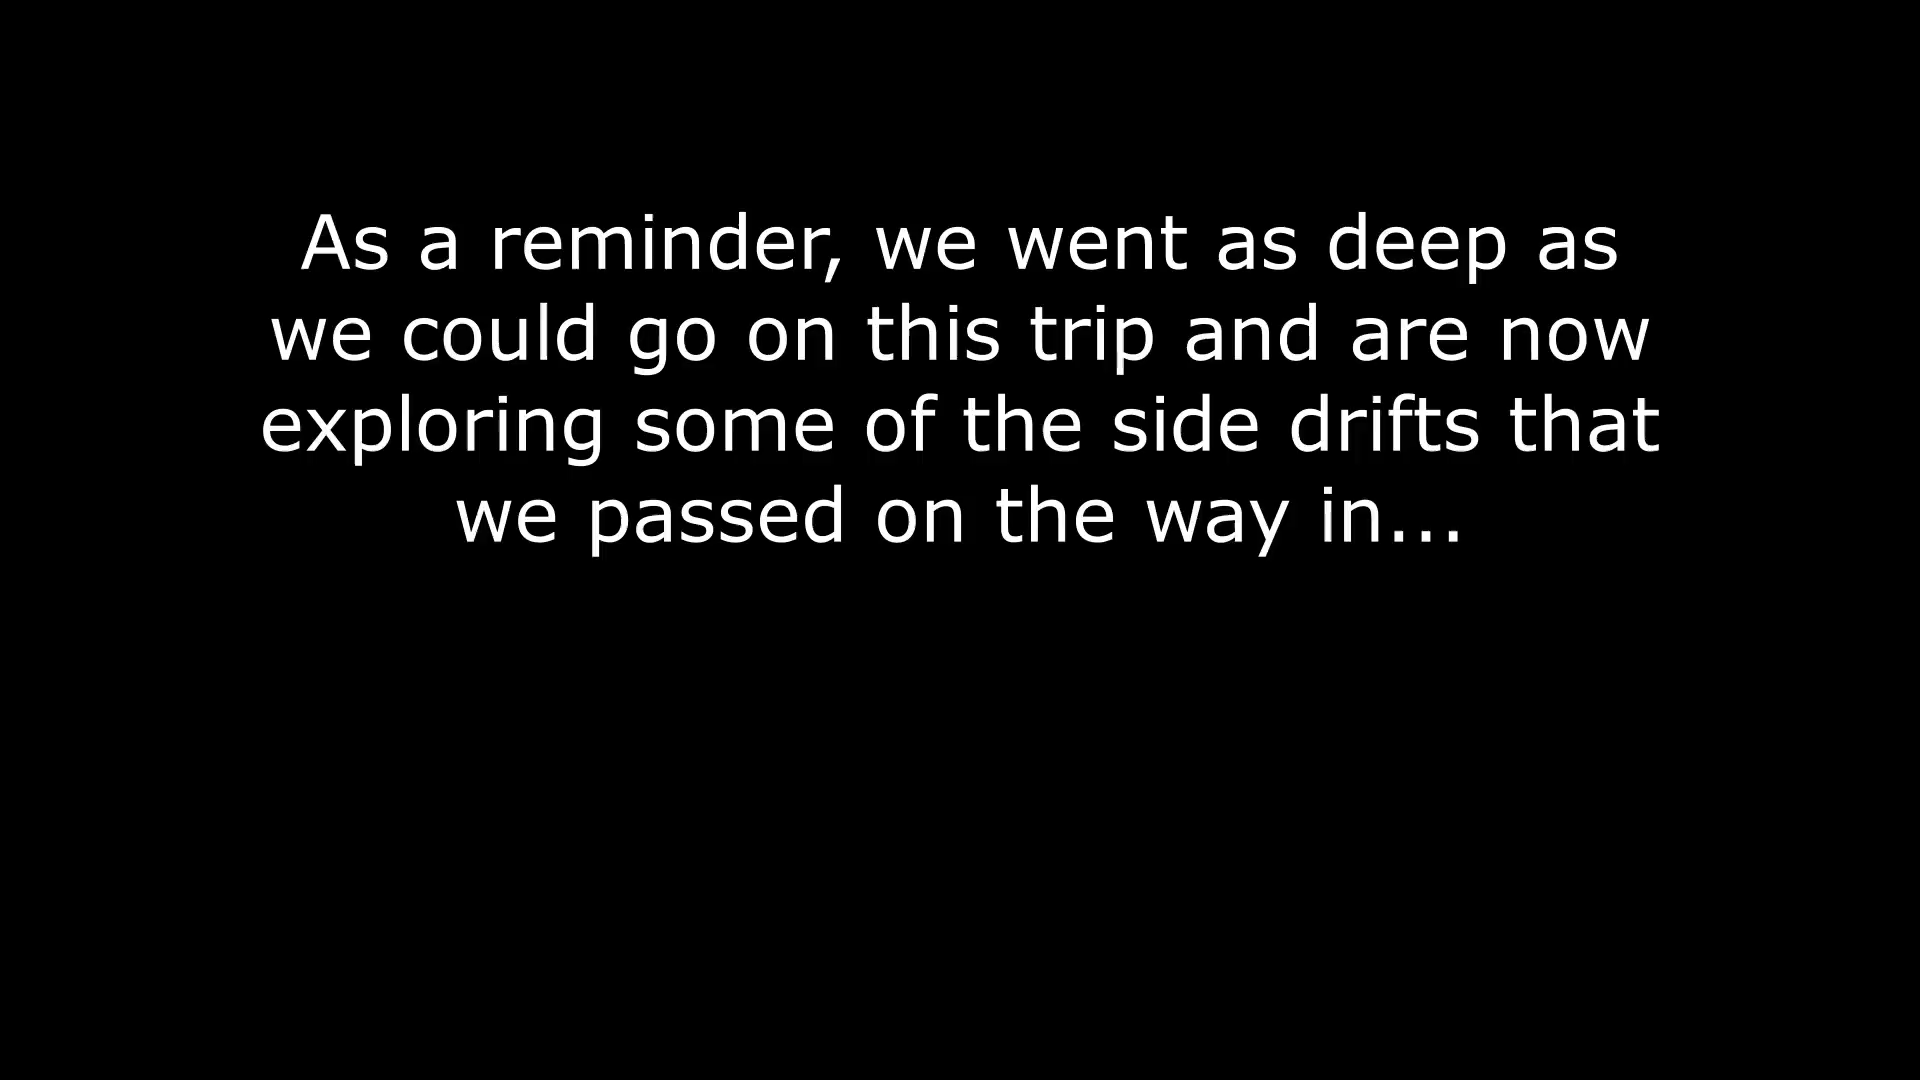 As a reminder, we went as deep as
we could go on this trip and are now
exploring some of the side drifts that
we passed on the way in...